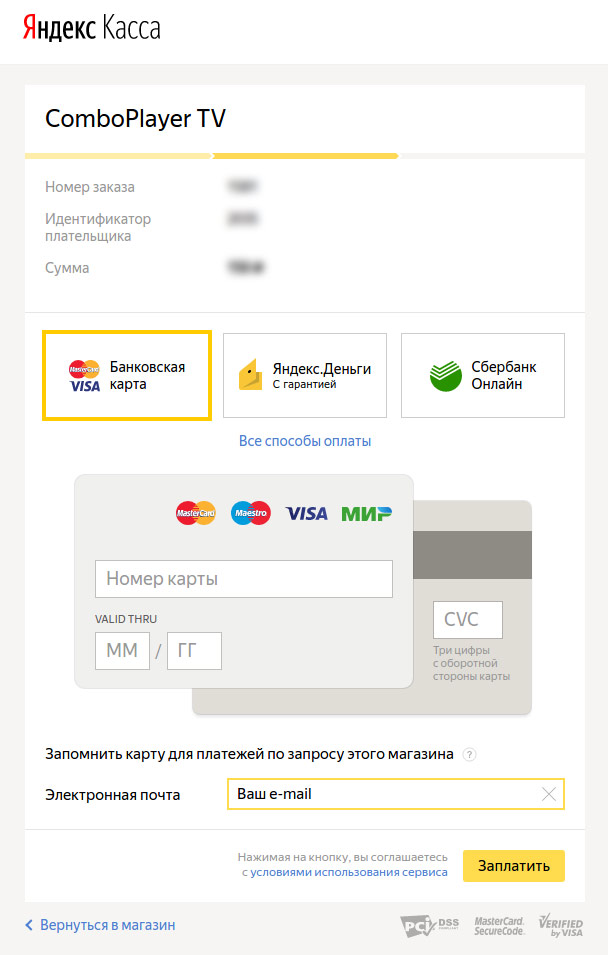 Яндекс Касса
ComboPlayer TV
Номер заказа
Идентификатор
плательщика
Сумма
MasterCard
VISA
Банковская
карта
Яндекс.Деньги
С гарантией
Сбербанк
Онлайн
Все способы оплаты
MasterCard Maestro VISA МИР
Номер карты
VALID THRU
ММ / ГГ
CVC
Три цифры
с оборотной
стороны карты
Запомнить карту для платежей по запросу этого магазина ?
Электронная почта Ваш e-mail
Нажимая на кнопку, вы соглашаетесь
с условиями использования сервиса
Заплатить
Вернуться в магазин
PCI DSS COMPLIANT
MasterCard.
SecureCode.
VERIFIED
by VISA